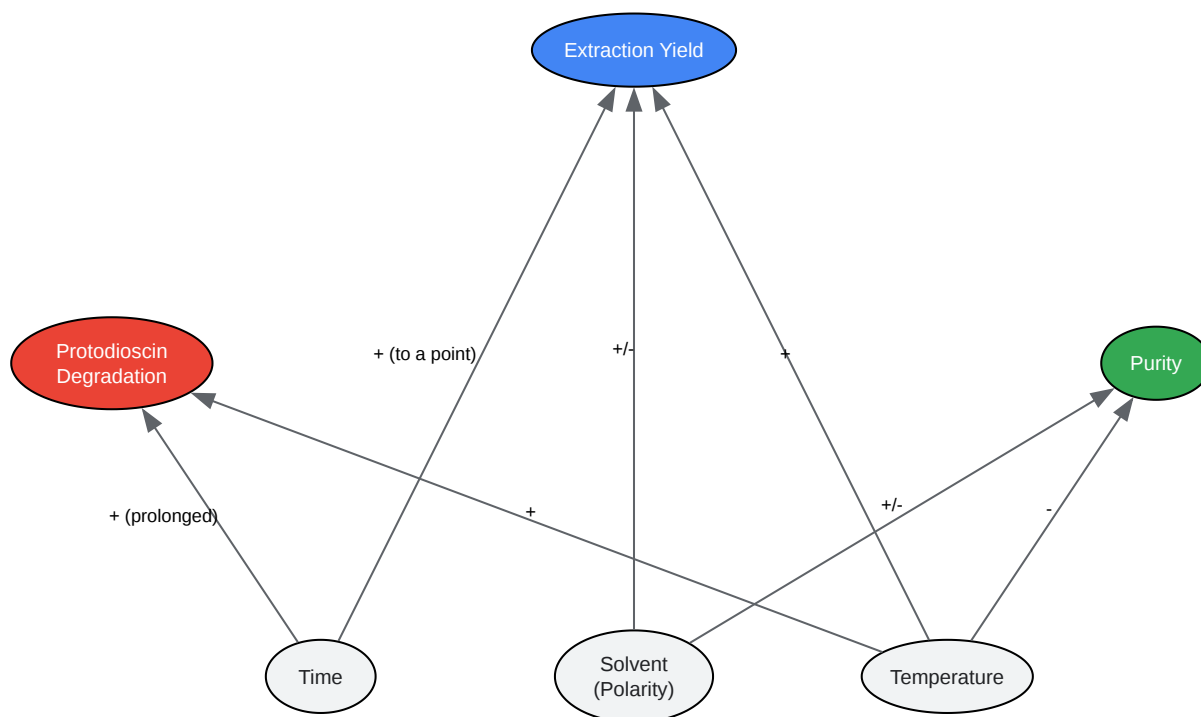 Extraction Yield
+ (to a point)
+/-
+
Protodioscin
Degradation
Purity
+ (prolonged)
+
+/-
-
Time
Solvent
(Polarity)
Temperature